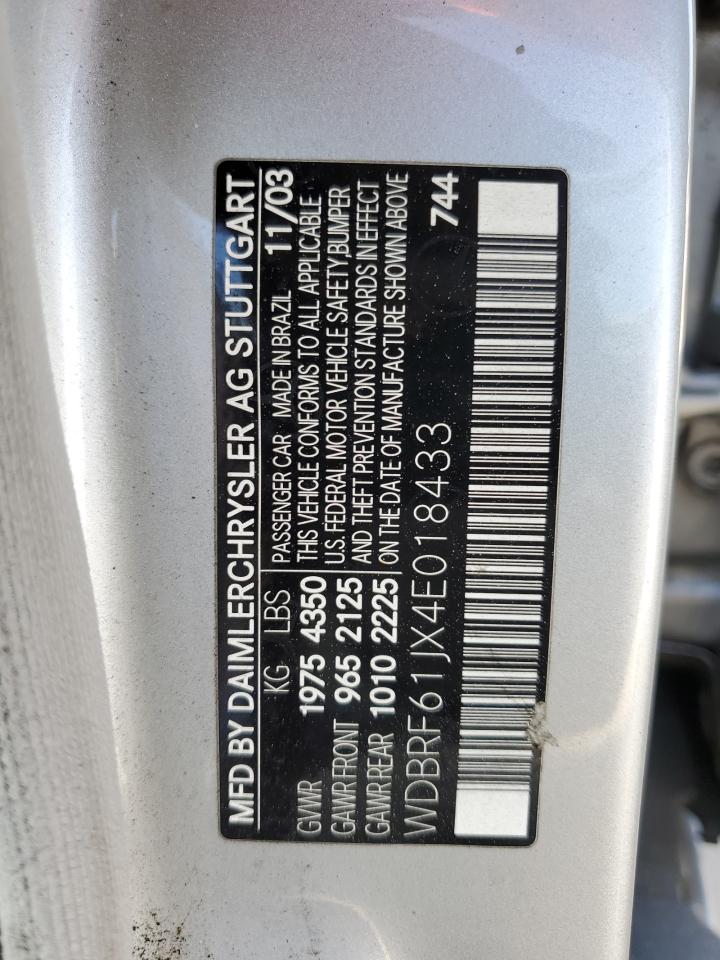 MFD BY DAIMLERCHRYSLER AG STUTTGART
KG LBS PASSENGER CAR MADE IN BRAZIL 11/03
GVWR 1975 4350 THIS VEHICLE CONFORMS TO ALL APPLICABLE
U.S. FEDERAL MOTOR VEHICLE SAFETY, BUMPER
GAWR FRONT 965 2125 AND THEFT PREVENTION STANDARDS IN EFFECT
GAWR REAR 1010 2225 ON THE DATE OF MANUFACTURE SHOWN ABOVE
WDBRF61JX4E018433 744